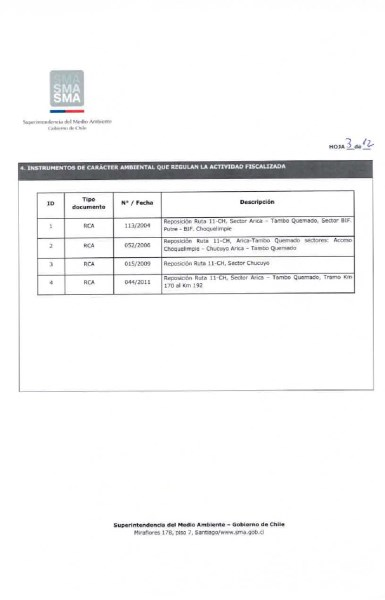 SMA
SMA
SMA
Superintendencia del Medio Ambiente
Gobierno de Chile
HOJA 3 de 12
4. INSTRUMENTOS DE CARÁCTER AMBIENTAL QUE REGULAN LA ACTIVIDAD FISCALIZADA
ID Tipo documento N° / Fecha Descripción
1 RCA 113/2004 Reposición Ruta 11-CH, Sector Arica – Tambo Quemado, Sector BIF.
Putre - BIF. Choquelimpie
2 RCA 052/2006 Reposición Ruta 11-CH, Arica-Tambo Quemado sectores: Acceso
Choquelimpie – Chucuyo Arica – Tambo Quemado
3 RCA 015/2009 Reposición Ruta 11-CH, Sector Chucuyo
4 RCA 044/2011 Reposición Ruta 11-CH, Sector Arica – Tambo Quemado, Tramo Km
170 al Km 192
Superintendencia del Medio Ambiente – Gobierno de Chile
Miraflores 178, piso 7, Santiago/www.sma.gob.cl